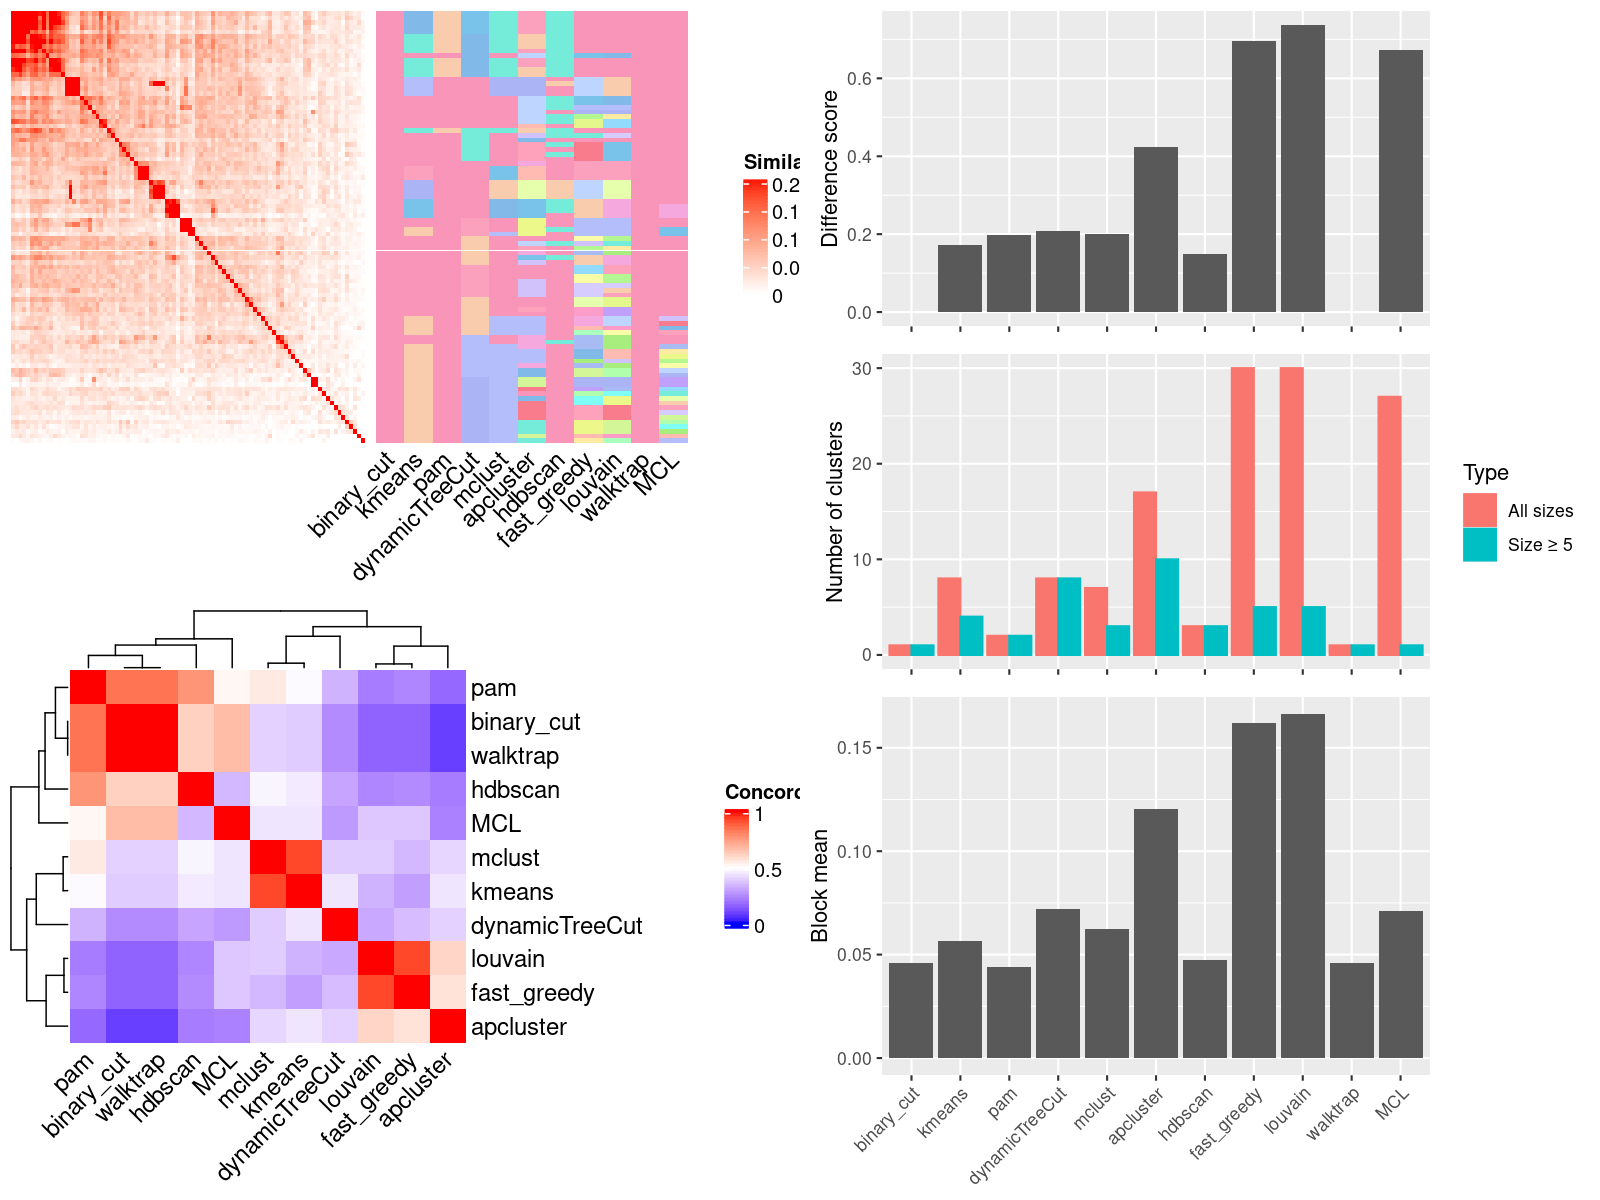 Simila
0.2
0.1
0.1
0.0
0
binary_cut
kmeans
pam
dynamicTreeCut
mclust
apcluster
hdbscan
fast_greedy
louvain
walktrap
MCL
pam
binary_cut
walktrap
hdbscan
MCL
mclust
kmeans
dynamicTreeCut
louvain
fast_greedy
apcluster
pam
binary_cut
walktrap
hdbscan
MCL
mclust
kmeans
dynamicTreeCut
louvain
fast_greedy
apcluster
Concord
1
0.5
0
Difference score
0.6
0.4
0.2
0.0
Number of clusters
30
20
10
0
Type
All sizes
Size ≥ 5
Block mean
0.15
0.10
0.05
0.00
binary_cut
kmeans
pam
dynamicTreeCut
mclust
apcluster
hdbscan
fast_greedy
louvain
walktrap
MCL